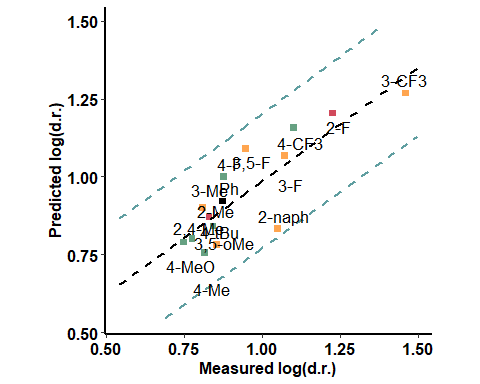 1.50
1.25
1.00
0.75
0.50
Predicted log(d.r.)
3-CF3
2-F
4-CF3
3,5-F
4-F
3-F
Ph
3-Me
2-Me
2-naph
2,4-Me
4-tBu
3,5-oMe
4-MeO
4-Me
0.50 0.75 1.00 1.25 1.50
Measured log(d.r.)